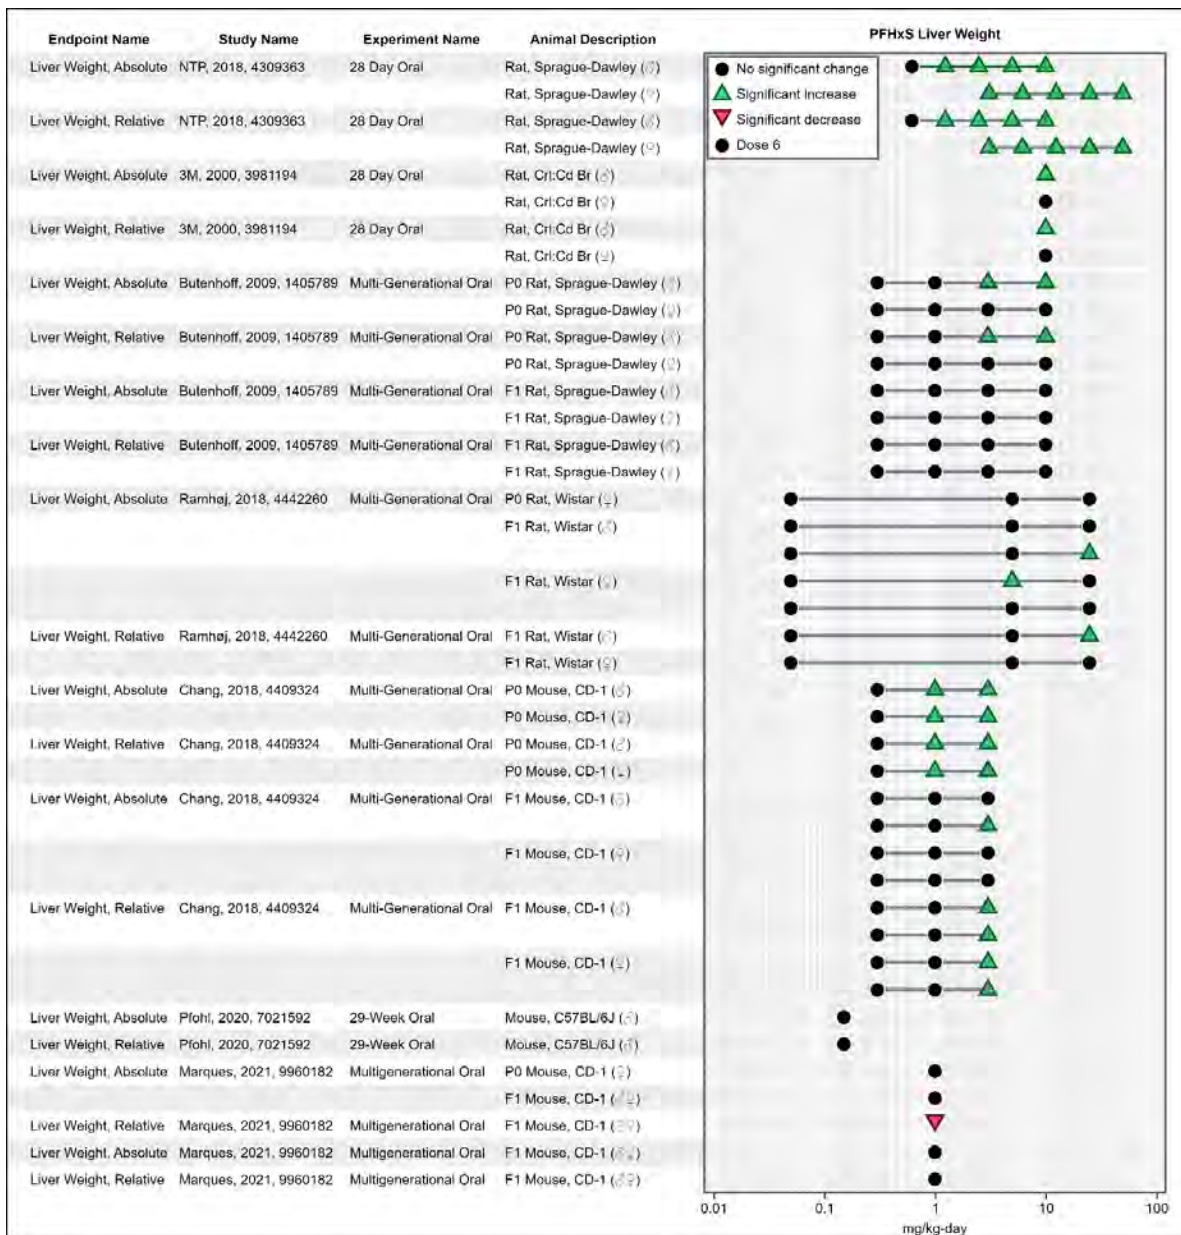 PFHxS Liver Weight
Endpoint Name Study Name Experiment Name Animal Description
Liver Weight, Absolute NTP, 2018, 4309363 28 Day Oral Rat, Sprague-Dawley (♂)
Rat, Sprague-Dawley (♀)
Liver Weight, Relative NTP, 2018, 4309363 28 Day Oral Rat, Sprague-Dawley (♂)
Rat, Sprague-Dawley (♀)
Liver Weight, Absolute 3M, 2000, 3981194 28 Day Oral Rat, Crl:Cd Br (♂)
Rat, Crl:Cd Br (♀)
Liver Weight, Relative 3M, 2000, 3981194 28 Day Oral Rat, Crl:Cd Br (♂)
Rat, Crl:Cd Br (♀)
Liver Weight, Absolute Butenhoff, 2009, 1405789 Multi-Generational Oral P0 Rat, Sprague-Dawley (♂)
P0 Rat, Sprague-Dawley (♀)
Liver Weight, Relative Butenhoff, 2009, 1405789 Multi-Generational Oral P0 Rat, Sprague-Dawley (♂)
P0 Rat, Sprague-Dawley (♀)
Liver Weight, Absolute Butenhoff, 2009, 1405789 Multi-Generational Oral F1 Rat, Sprague-Dawley (♂)
F1 Rat, Sprague-Dawley (♀)
Liver Weight, Relative Butenhoff, 2009, 1405789 Multi-Generational Oral F1 Rat, Sprague-Dawley (♂)
F1 Rat, Sprague-Dawley (♀)
Liver Weight, Absolute Ramhøj, 2018, 4442260 Multi-Generational Oral P0 Rat, Wistar (♀)
F1 Rat, Wistar (♂)
F1 Rat, Wistar (♀)
Liver Weight, Relative Ramhøj, 2018, 4442260 Multi-Generational Oral F1 Rat, Wistar (♂)
F1 Rat, Wistar (♀)
Liver Weight, Absolute Chang, 2018, 4409324 Multi-Generational Oral P0 Mouse, CD-1 (♂)
P0 Mouse, CD-1 (♀)
Liver Weight, Relative Chang, 2018, 4409324 Multi-Generational Oral P0 Mouse, CD-1 (♂)
P0 Mouse, CD-1 (♀)
Liver Weight, Absolute Chang, 2018, 4409324 Multi-Generational Oral F1 Mouse, CD-1 (♂)
F1 Mouse, CD-1 (♀)
Liver Weight, Relative Chang, 2018, 4409324 Multi-Generational Oral F1 Mouse, CD-1 (♂)
F1 Mouse, CD-1 (♀)
Liver Weight, Absolute Pfohl, 2020, 7021592 29-Week Oral Mouse, C57BL/6J (♂)
Liver Weight, Relative Pfohl, 2020, 7021592 29-Week Oral Mouse, C57BL/6J (♂)
Liver Weight, Absolute Marques, 2021, 9960182 Multigenerational Oral P0 Mouse, CD-1 (♀)
F1 Mouse, CD-1 (♂♀)
Liver Weight, Relative Marques, 2021, 9960182 Multigenerational Oral F1 Mouse, CD-1 (♂♀)
Liver Weight, Absolute Marques, 2021, 9960182 Multigenerational Oral F1 Mouse, CD-1 (♂♀)
Liver Weight, Relative Marques, 2021, 9960182 Multigenerational Oral F1 Mouse, CD-1 (♂♀)
No significant change
Significant increase
Significant decrease
Dose 6
0.01 0.1 1 10 100
mg/kg-day